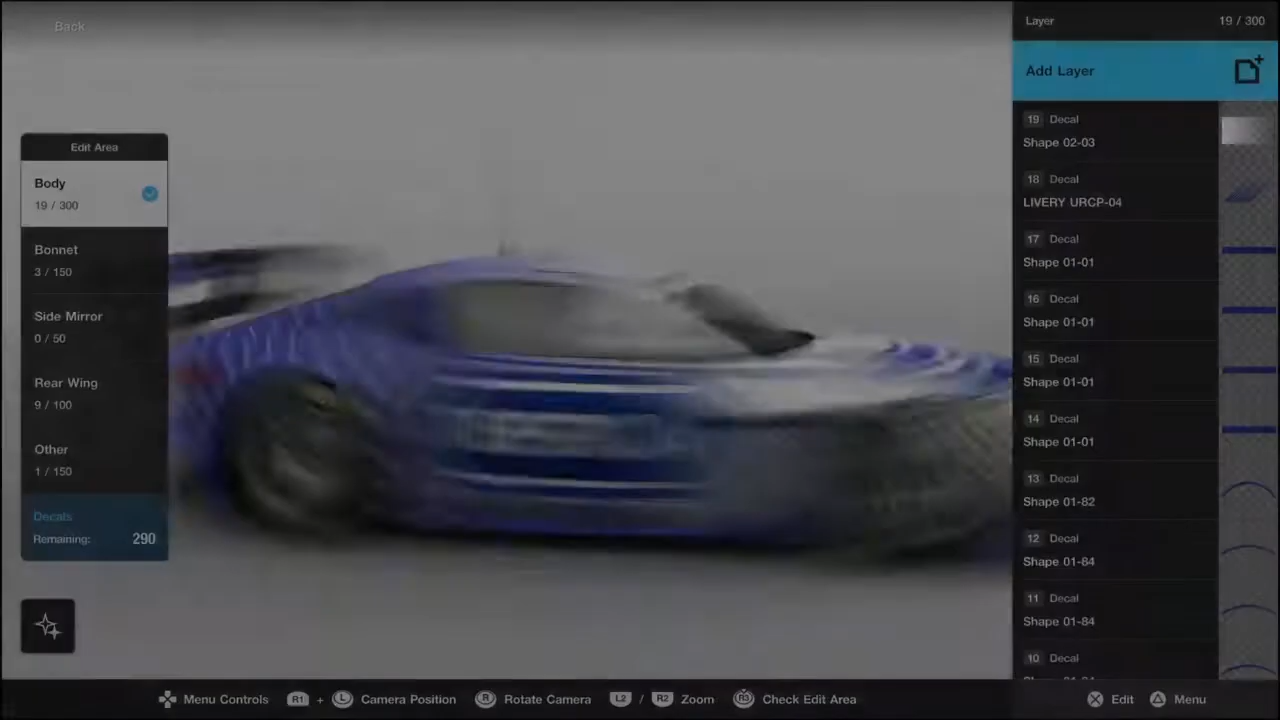 Back
Layer 19 / 300
Add Layer
Edit Area
Body
19 / 300
Bonnet
3 / 150
Side Mirror
0 / 50
Rear Wing
9 / 100
Other
1 / 150
Decals
Remaining: 290
19 Decal
Shape 02-03
18 Decal
LIVERY URCP-04
17 Decal
Shape 01-01
16 Decal
Shape 01-01
15 Decal
Shape 01-01
14 Decal
Shape 01-01
13 Decal
Shape 01-82
12 Decal
Shape 01-84
11 Decal
Shape 01-84
10 Decal
Menu Controls R1 + L Camera Position R Rotate Camera L2 / R2 Zoom R3 Check Edit Area Edit Menu